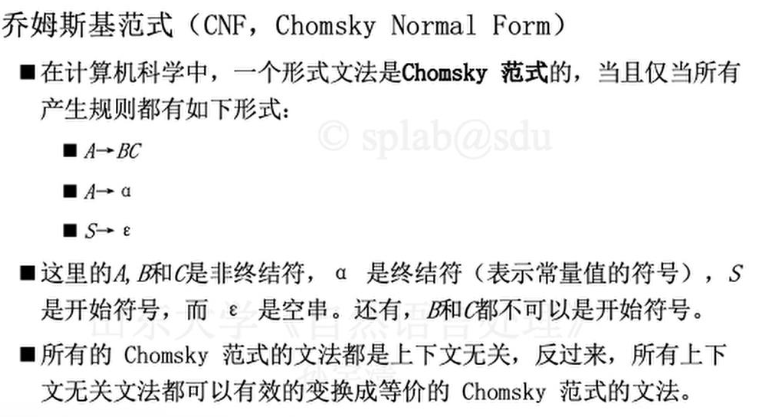 乔姆斯基范式（CNF，Chomsky Normal Form）
■在计算机科学中，一个形式文法是Chomsky 范式的，当且仅当所有
产生规则都有如下形式：
© splab@sdu
■ A→BC
■ A→ α
■ S→ ε
■这里的A,B和C是非终结符， α 是终结符（表示常量值的符号），S
是开始符号，而 ε 是空串。还有，B和C都不可以是开始符号。
山东大学《自然语言处理》
■所有的 Chomsky 范式的文法都是上下文无关，反过来，所有上下
文无关文法都可以有效的变换成等价的 Chomsky 范式的文法。